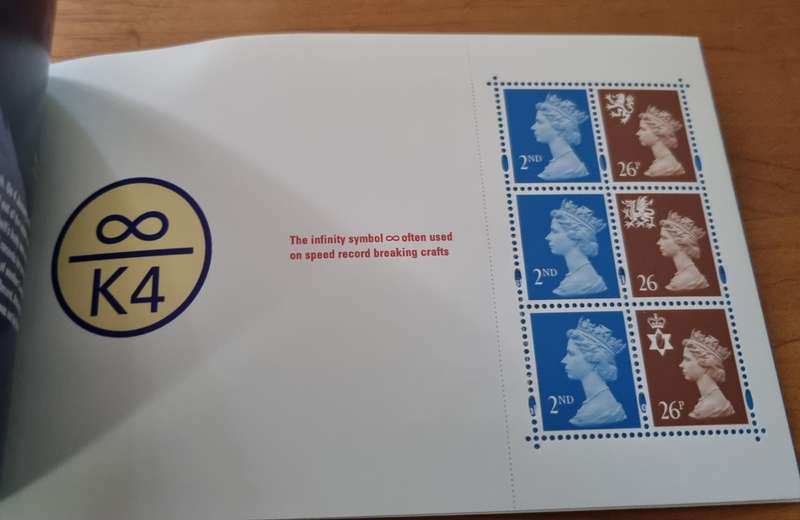 ∞
K4
The infinity symbol ∞ often used
on speed record breaking crafts
2ND
26P
2ND
26
2ND
26P